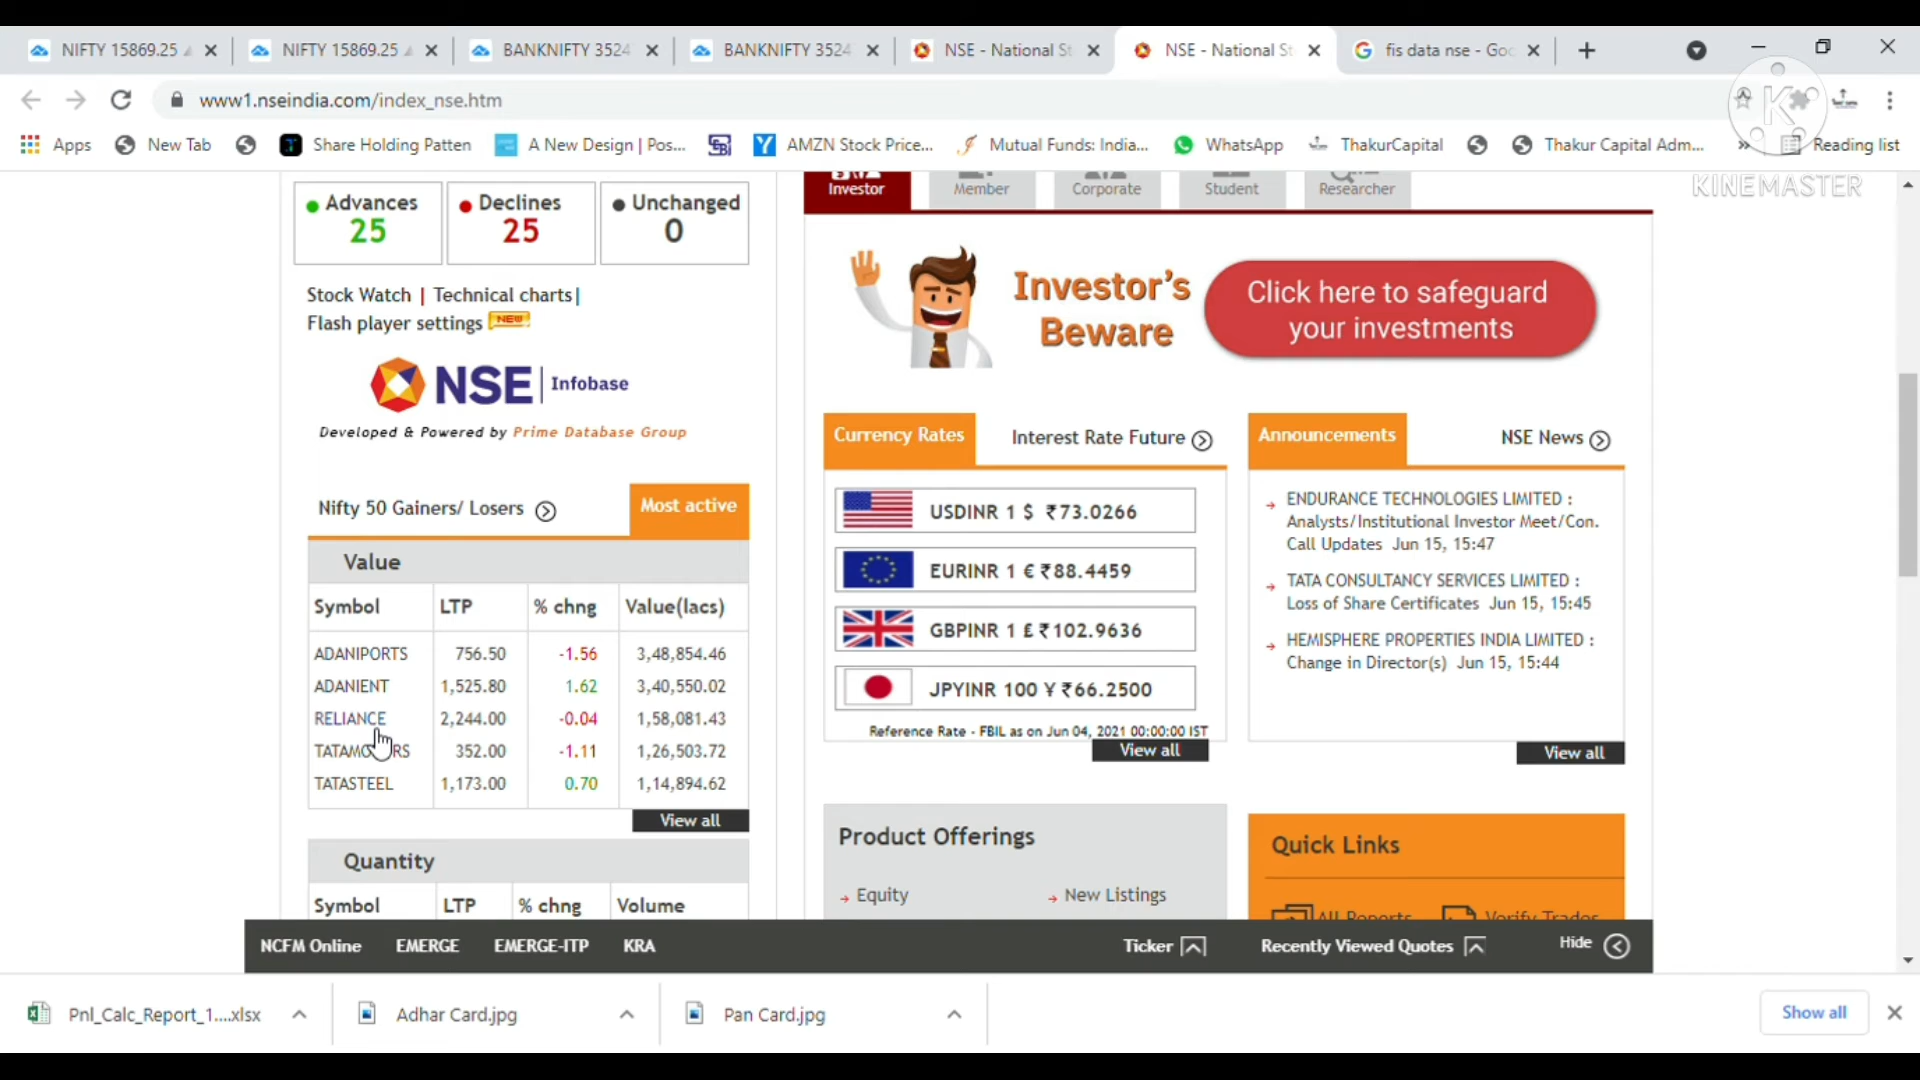 NIFTY 15869.25
NIFTY 15869.25
BANKNIFTY 3524
BANKNIFTY 3524
NSE - National St
NSE - National St
fis data nse - Goo
www1.nseindia.com/index_nse.htm
Apps
New Tab
Share Holding Patten
A New Design | Pos...
AMZN Stock Price...
Mutual Funds: India...
WhatsApp
ThakurCapital
Thakur Capital Adm...
»
Reading list
KINEMASTER
Advances
25
Declines
25
Unchanged
0
Stock Watch | Technical charts|
Flash player settings NEW
NSE Infobase
Developed & Powered by Prime Database Group
Nifty 50 Gainers/ Losers
Most active
Value
Symbol LTP % chng Value(lacs)
ADANIPORTS 756.50 -1.56 3,48,854.46
ADANIENT 1,525.80 1.62 3,40,550.02
RELIANCE 2,244.00 -0.04 1,58,081.43
TATAMOTORS 352.00 -1.11 1,26,503.72
TATASTEEL 1,173.00 0.70 1,14,894.62
View all
Quantity
Symbol LTP % chng Volume
Investor
Member
Corporate
Student
Researcher
Investor's
Beware
Click here to safeguard
your investments
Currency Rates
Interest Rate Future
USDINR 1 $ ₹73.0266
EURINR 1 € ₹88.4459
GBPINR 1 £ ₹102.9636
JPYINR 100 ¥ ₹66.2500
Reference Rate - FBIL as on Jun 04, 2021 00:00:00 IST
View all
Announcements
NSE News
ENDURANCE TECHNOLOGIES LIMITED :
Analysts/Institutional Investor Meet/Con.
Call Updates Jun 15, 15:47
TATA CONSULTANCY SERVICES LIMITED :
Loss of Share Certificates Jun 15, 15:45
HEMISPHERE PROPERTIES INDIA LIMITED :
Change in Director(s) Jun 15, 15:44
View all
Product Offerings
Equity
New Listings
Quick Links
All Reports
Verify Trades
NCFM Online
EMERGE
EMERGE-ITP
KRA
Ticker
Recently Viewed Quotes
Hide
Pnl_Calc_Report_1....xlsx
Adhar Card.jpg
Pan Card.jpg
Show all